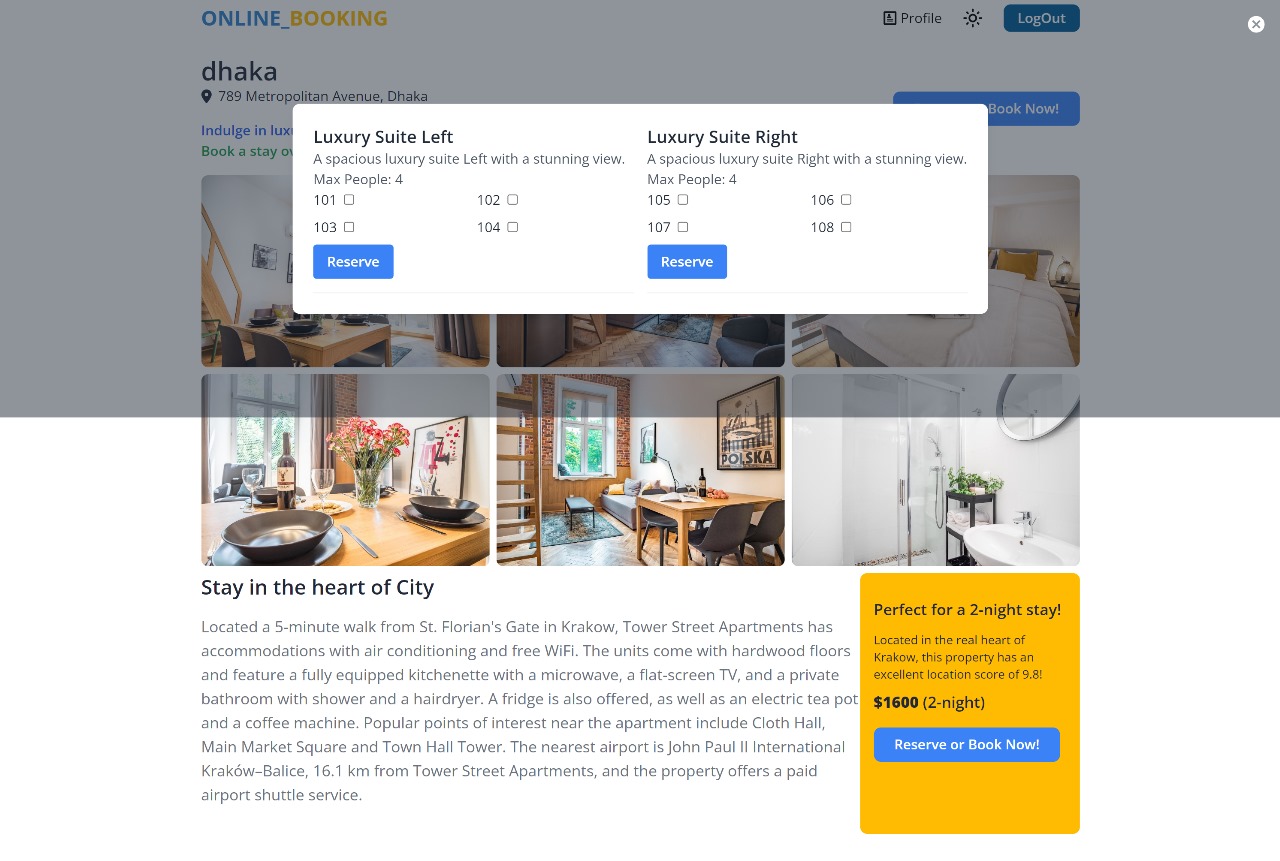 ONLINE_BOOKING
Profile
LogOut
dhaka
789 Metropolitan Avenue, Dhaka
Book Now!
Indulge in
Book a stay
Luxury Suite Left
A spacious luxury suite Left with a stunning view.
Max People: 4
101
102
103
104
Reserve
Luxury Suite Right
A spacious luxury suite Right with a stunning view.
Max People: 4
105
106
107
108
Reserve
POLSKA
Stay in the heart of City
Located a 5-minute walk from St. Florian's Gate in Krakow, Tower Street Apartments has
accommodations with air conditioning and free WiFi. The units come with hardwood floors
and feature a fully equipped kitchenette with a microwave, a flat-screen TV, and a private
bathroom with shower and a hairdryer. A fridge is also offered, as well as an electric tea pot
and a coffee machine. Popular points of interest near the apartment include Cloth Hall,
Main Market Square and Town Hall Tower. The nearest airport is John Paul II International
Kraków–Balice, 16.1 km from Tower Street Apartments, and the property offers a paid
airport shuttle service.
Perfect for a 2-night stay!
Located in the real heart of
Krakow, this property has an
excellent location score of 9.8!
$1600 (2-night)
Reserve or Book Now!